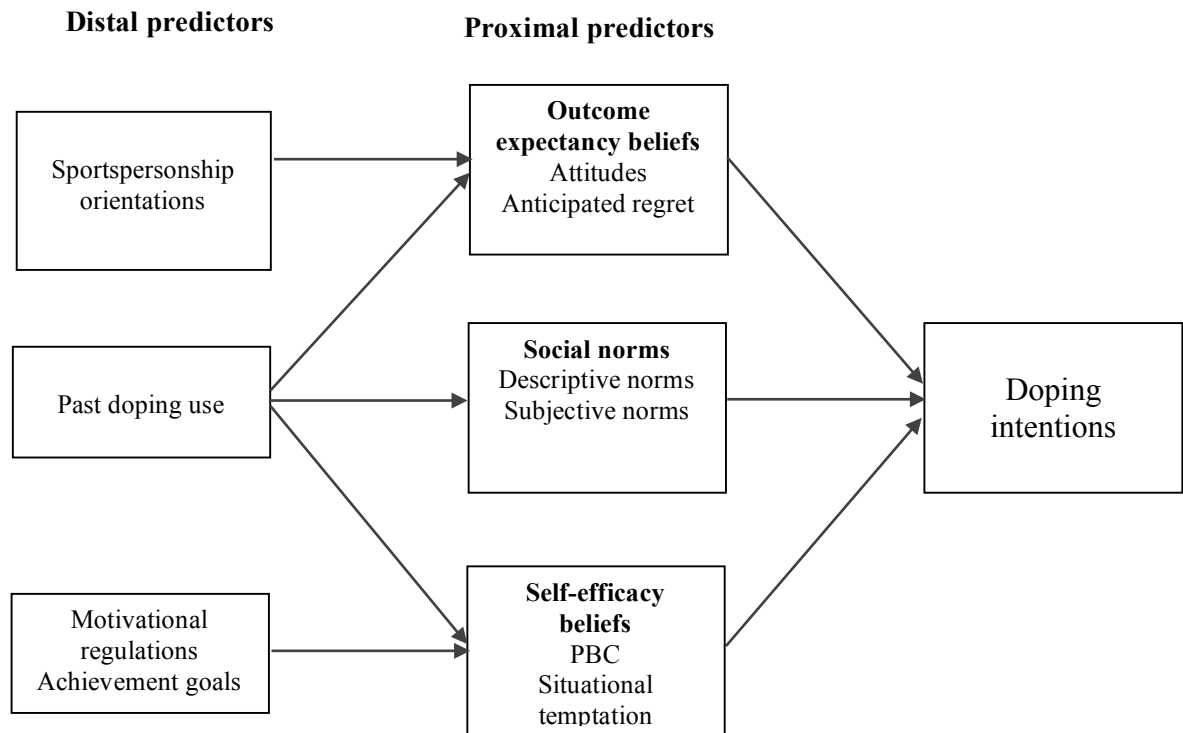 Distal predictors
Proximal predictors
Sportspersonship
orientations
Past doping use
Motivational
regulations
Achievement goals
Outcome
expectancy beliefs
Attitudes
Anticipated regret
Social norms
Descriptive norms
Subjective norms
Self-efficacy
beliefs
PBC
Situational
temptation
Doping
intentions